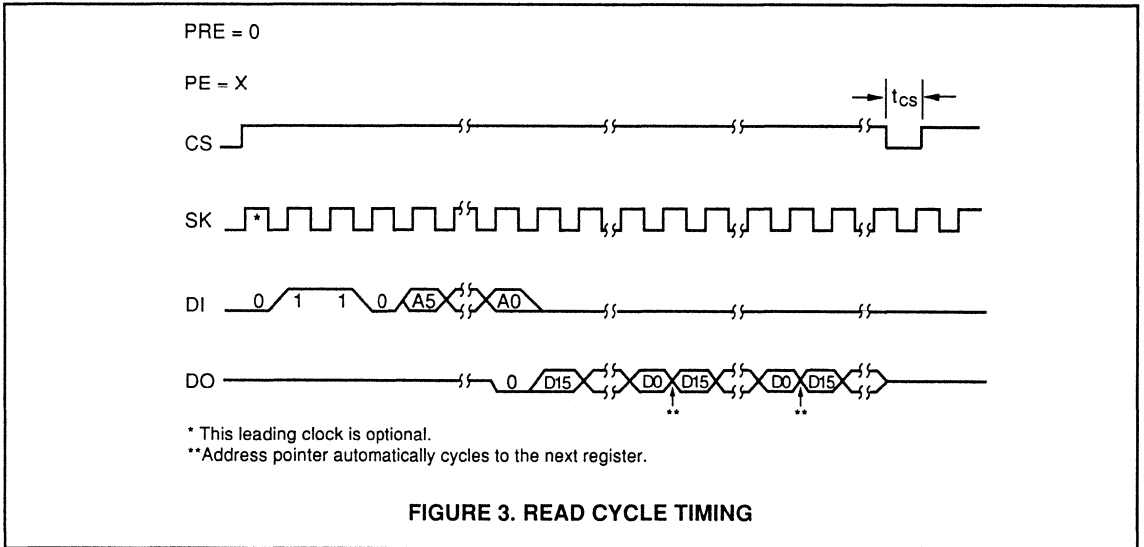 PRE = 0
PE = X
tCS
CS
SK *
DI 0 1 1 0 A5 A0
DO 0 D15 D0 D15 D0 D15
** **
* This leading clock is optional.
**Address pointer automatically cycles to the next register.
FIGURE 3. READ CYCLE TIMING